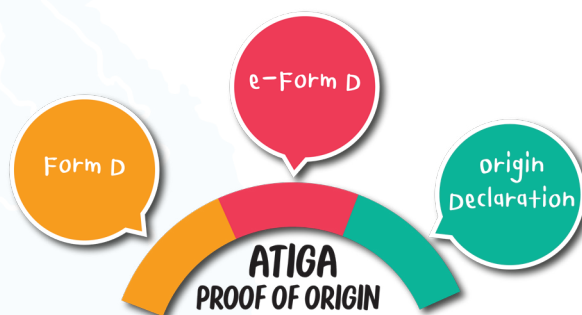 e-Form D
Form D
Origin
Declaration
ATIGA
PROOF OF ORIGIN